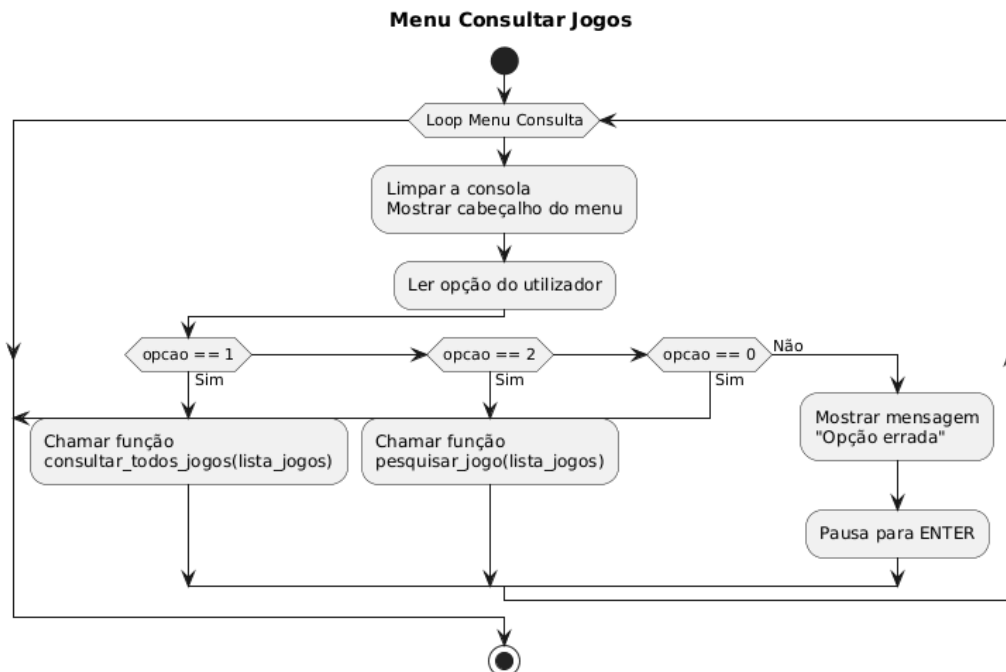 Menu Consultar Jogos
Loop Menu Consulta
Limpar a consola
Mostrar cabeçalho do menu
Ler opção do utilizador
opcao == 1
Sim
opcao == 2
Sim
opcao == 0
Sim
Não
Chamar função
consultar_todos_jogos(lista_jogos)
Chamar função
pesquisar_jogo(lista_jogos)
Mostrar mensagem
"Opção errada"
Pausa para ENTER